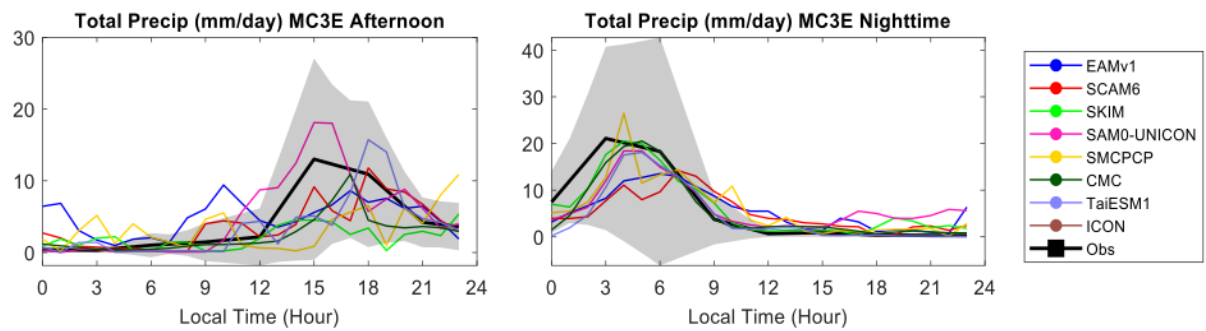 Total Precip (mm/day) MC3E Afternoon
30
20
10
0
0 3 6 9 12 15 18 21 24
Local Time (Hour)
Total Precip (mm/day) MC3E Nighttime
40
30
20
10
0
0 3 6 9 12 15 18 21 24
Local Time (Hour)
EAMv1
SCAM6
SKIM
SAM0-UNICON
SMCPCP
CMC
TaiESM1
ICON
Obs